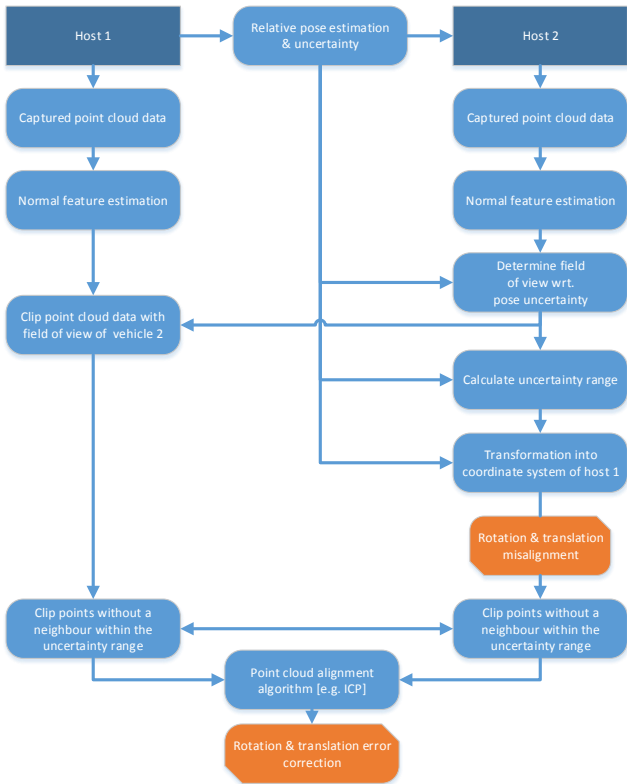 Host 1
Relative pose estimation
& uncertainty
Host 2
Captured point cloud data
Captured point cloud data
Normal feature estimation
Normal feature estimation
Determine field
of view wrt.
pose uncertainty
Clip point cloud data with
field of view of vehicle 2
Calculate uncertainty range
Transformation into
coordinate system of host 1
Rotation & translation
misalignment
Clip points without a
neighbour within the
uncertainty range
Clip points without a
neighbour within the
uncertainty range
Point cloud alignment
algorithm [e.g. ICP]
Rotation & translation error
correction